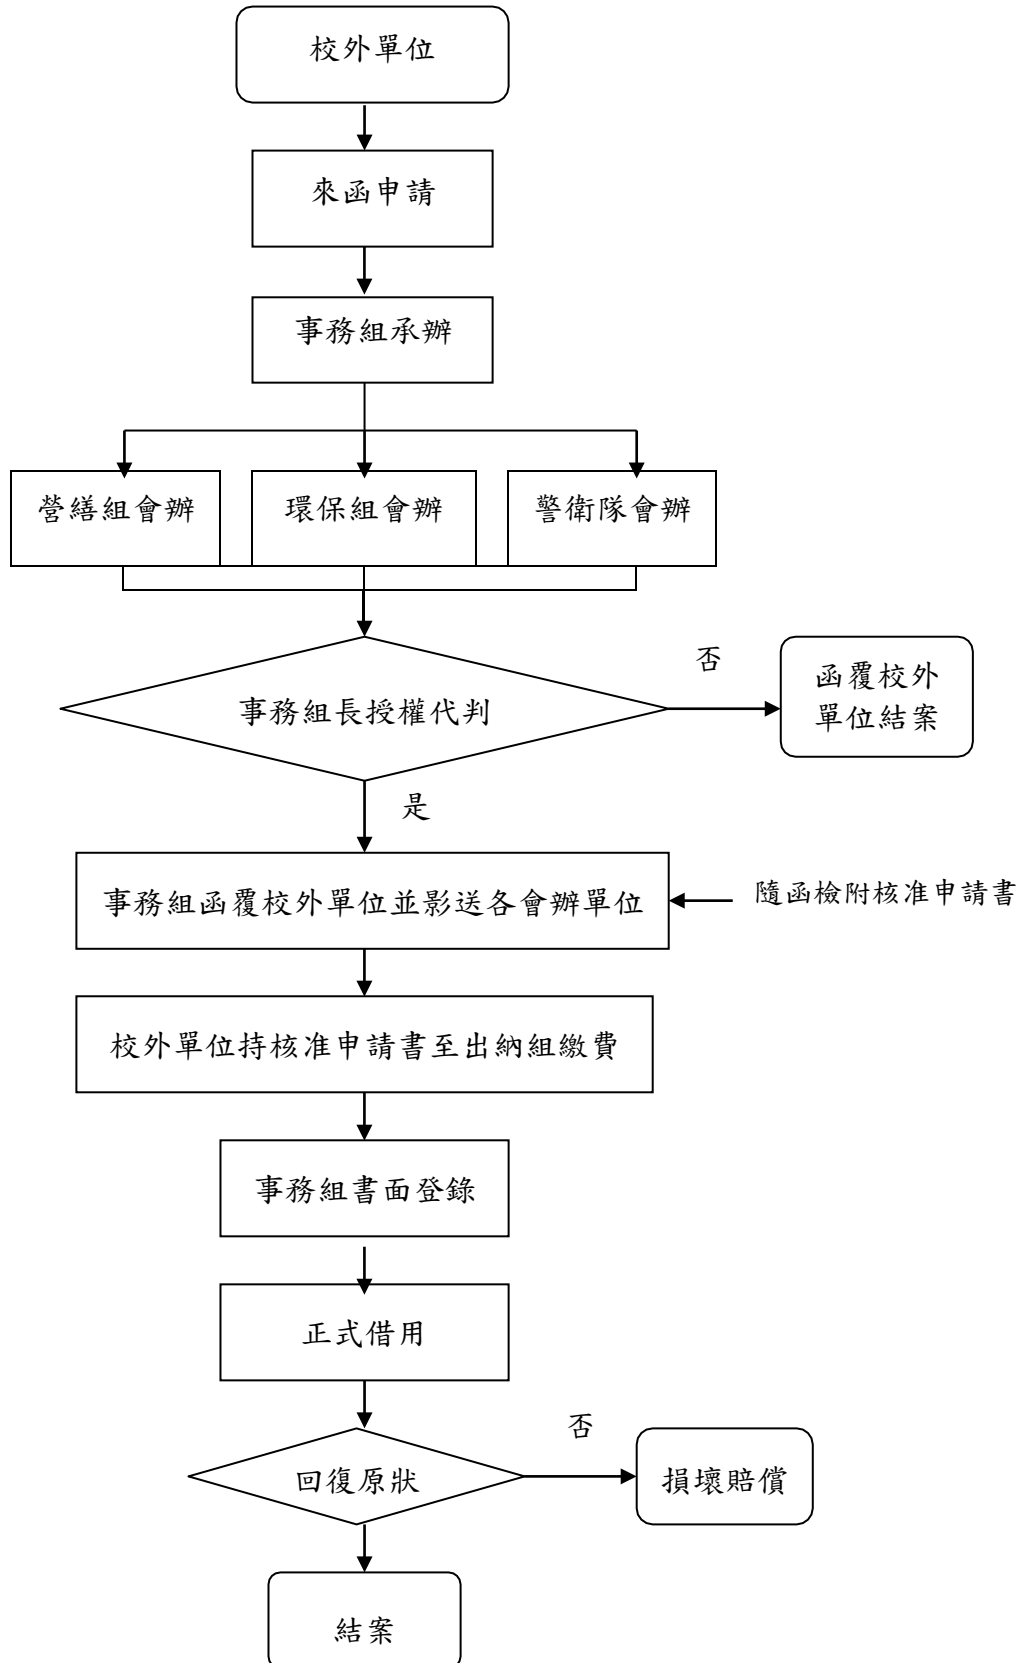 校外單位
來函申請
事務組承辦
營繕組會辦
環保組會辦
警衛隊會辦
事務組長授權代判
否
函覆校外
單位結案
是
事務組函覆校外單位並影送各會辦單位
隨函檢附核准申請書
校外單位持核准申請書至出納組繳費
事務組書面登錄
正式借用
回復原狀
否
損壞賠償
結案